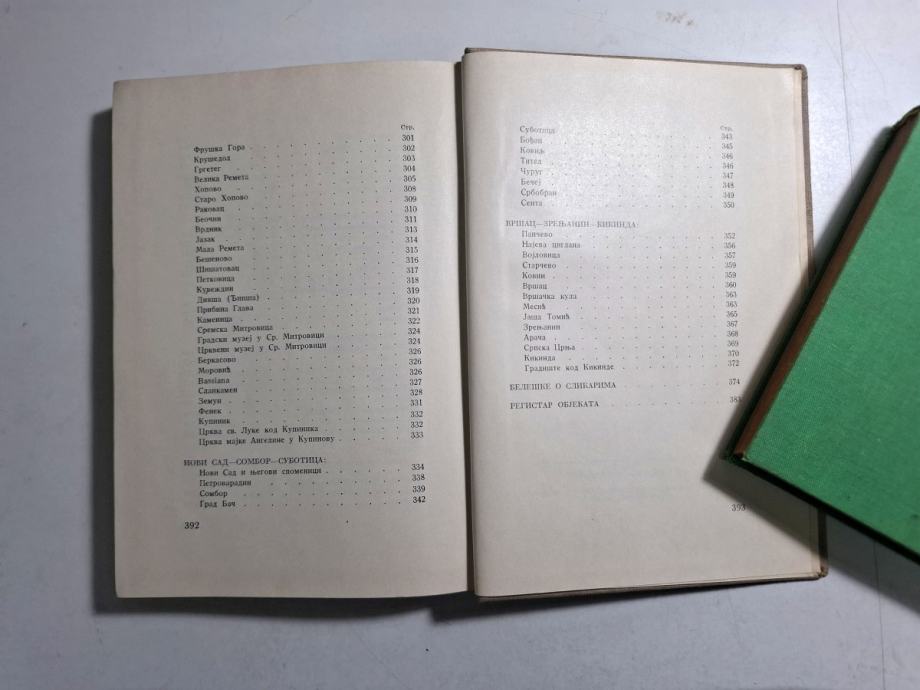 Стр.
Фрушка Гора 301
Крушедол 302
Гргетег 303
Велика Ремета 304
Хопово 305
Старо Хопово 308
Раковац 309
Беочин 310
Врдник 311
Јазак 313
Мала Ремета 314
Бешеново 315
Шишатовац 316
Петковица 317
Кувеждин 318
Дивша (Ђипша) 319
Прибина Глава 320
Каменица 321
Сремска Митровица 322
Градски музеј у Ср. Митровици 324
Црквени музеј у Ср. Митровици 324
Беркасово 326
Моровић 326
Bassiana 326
Сланкамен 327
Земун 328
Фенек 331
Купиник 332
Црква св. Луке код Купиника 332
Црква мајке Ангелине у Купинову 333
НОВИ САД—СОМБОР—СУБОТИЦА:
Нови Сад и његови споменици 334
Петроварадин 338
Сомбор 339
Град Бач 342
392
Стр.
Суботица 343
Бођан 345
Ковиљ 346
Тител 346
Чуруг 347
Бечеј 348
Србобран 349
Сента 350
ВРШАЦ—ЗРЕЊАНИН—КИКИНДА:
Панчево 352
Најева циглана 356
Војловица 357
Старчево 359
Ковин 359
Вршац 360
Вршачка кула 363
Месић 363
Јаша Томић 365
Зрењанин 367
Арача 368
Српска Црња 369
Кикинда 370
Градиште код Кикинде 372
БЕЛЕШКЕ О СЛИКАРИМА 374
РЕГИСТАР ОБЈЕКАТА 383
393